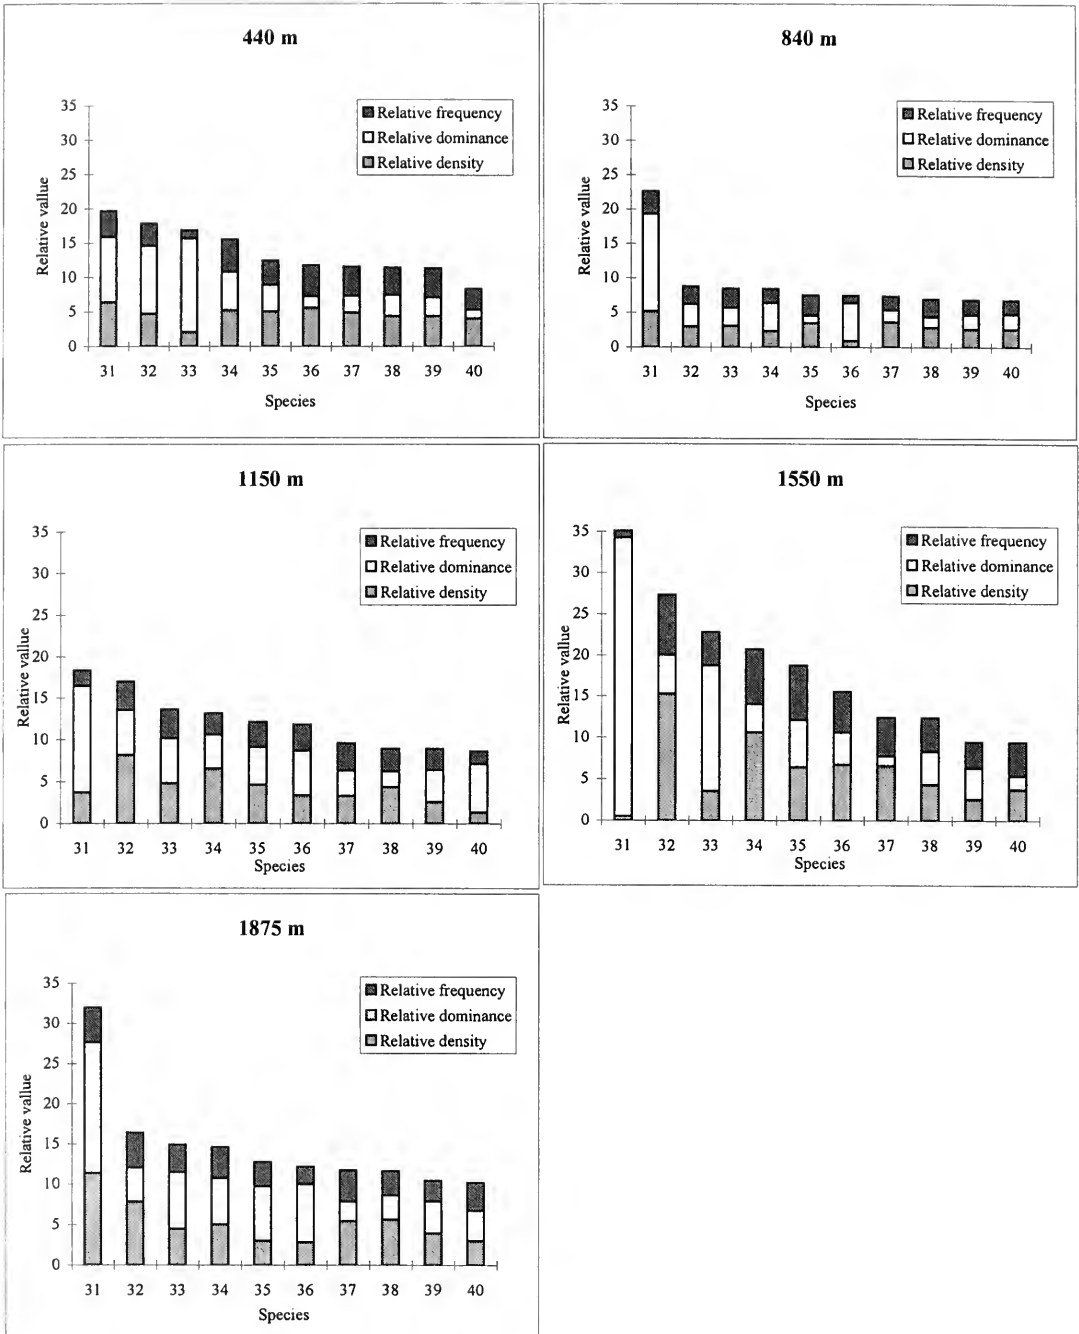 440 m
Relative vallue
35
30
25
20
15
10
5
0
Relative frequency
Relative dominance
Relative density
31 32 33 34 35 36 37 38 39 40
Species
840 m
Relative vallue
35
30
25
20
15
10
5
0
Relative frequency
Relative dominance
Relative density
31 32 33 34 35 36 37 38 39 40
Species
1150 m
Relative vallue
35
30
25
20
15
10
5
0
Relative frequency
Relative dominance
Relative density
31 32 33 34 35 36 37 38 39 40
Species
1550 m
Relative vallue
35
30
25
20
15
10
5
0
Relative frequency
Relative dominance
Relative density
31 32 33 34 35 36 37 38 39 40
Species
1875 m
Relative vallue
35
30
25
20
15
10
5
0
Relative frequency
Relative dominance
Relative density
31 32 33 34 35 36 37 38 39 40
Species